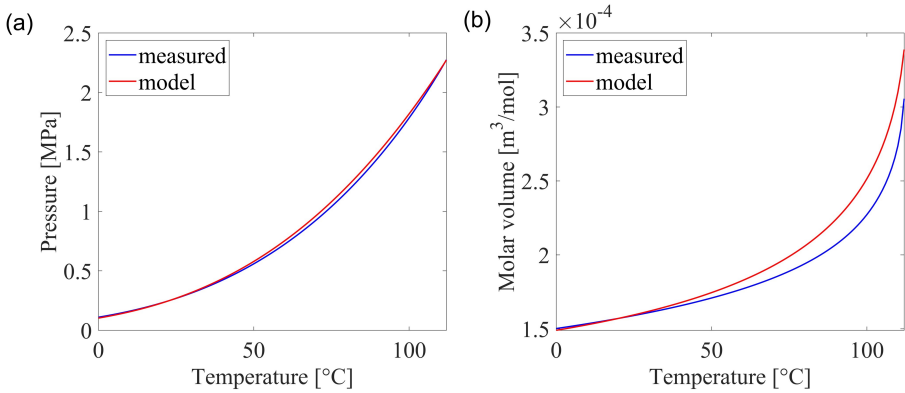 (a)
2.5
2
1.5
1
0.5
0
Pressure [MPa]
measured
model
0
50
100
Temperature [°C]
(b)
×10⁻⁴
3.5
3
2.5
2
1.5
Molar volume [m³/mol]
measured
model
0
50
100
Temperature [°C]